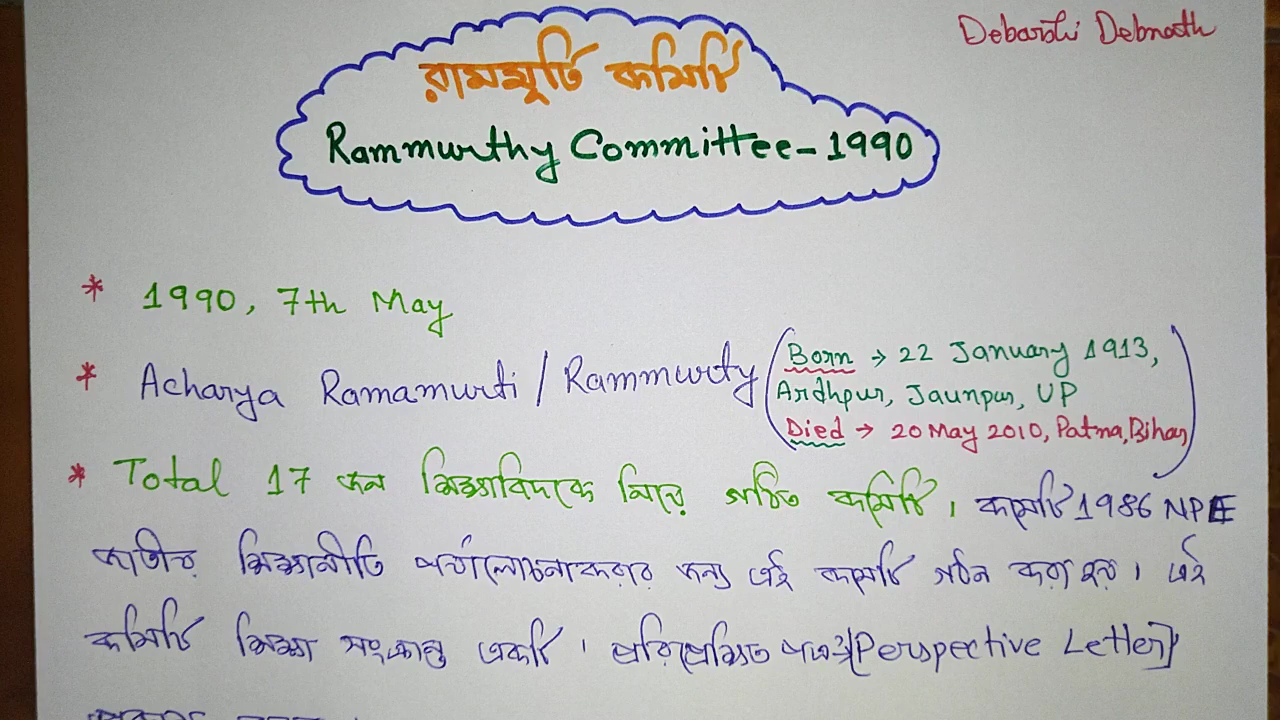 Debarshi Debnath
রামমূর্তি কমিটি
Rammurthy Committee-1990
* 1990, 7th May
* Acharya Ramamurti / Rammurty (Born → 22 January 1913,
Ardhpur, Jaunpur, UP
Died → 20 May 2010, Patna, Bihar)
* Total 17 জন শিক্ষাবিদকে নিয়ে গঠিত কমিটি। কমিটি 1986 NPE
জাতীয় শিক্ষানীতি পর্যালোচনা করার জন্য এই কমিটি গঠন করা হয়। এই
কমিটি শিক্ষা সংক্রান্ত একটি। পরিপ্রেক্ষিত পত্র {Perspective Letter}